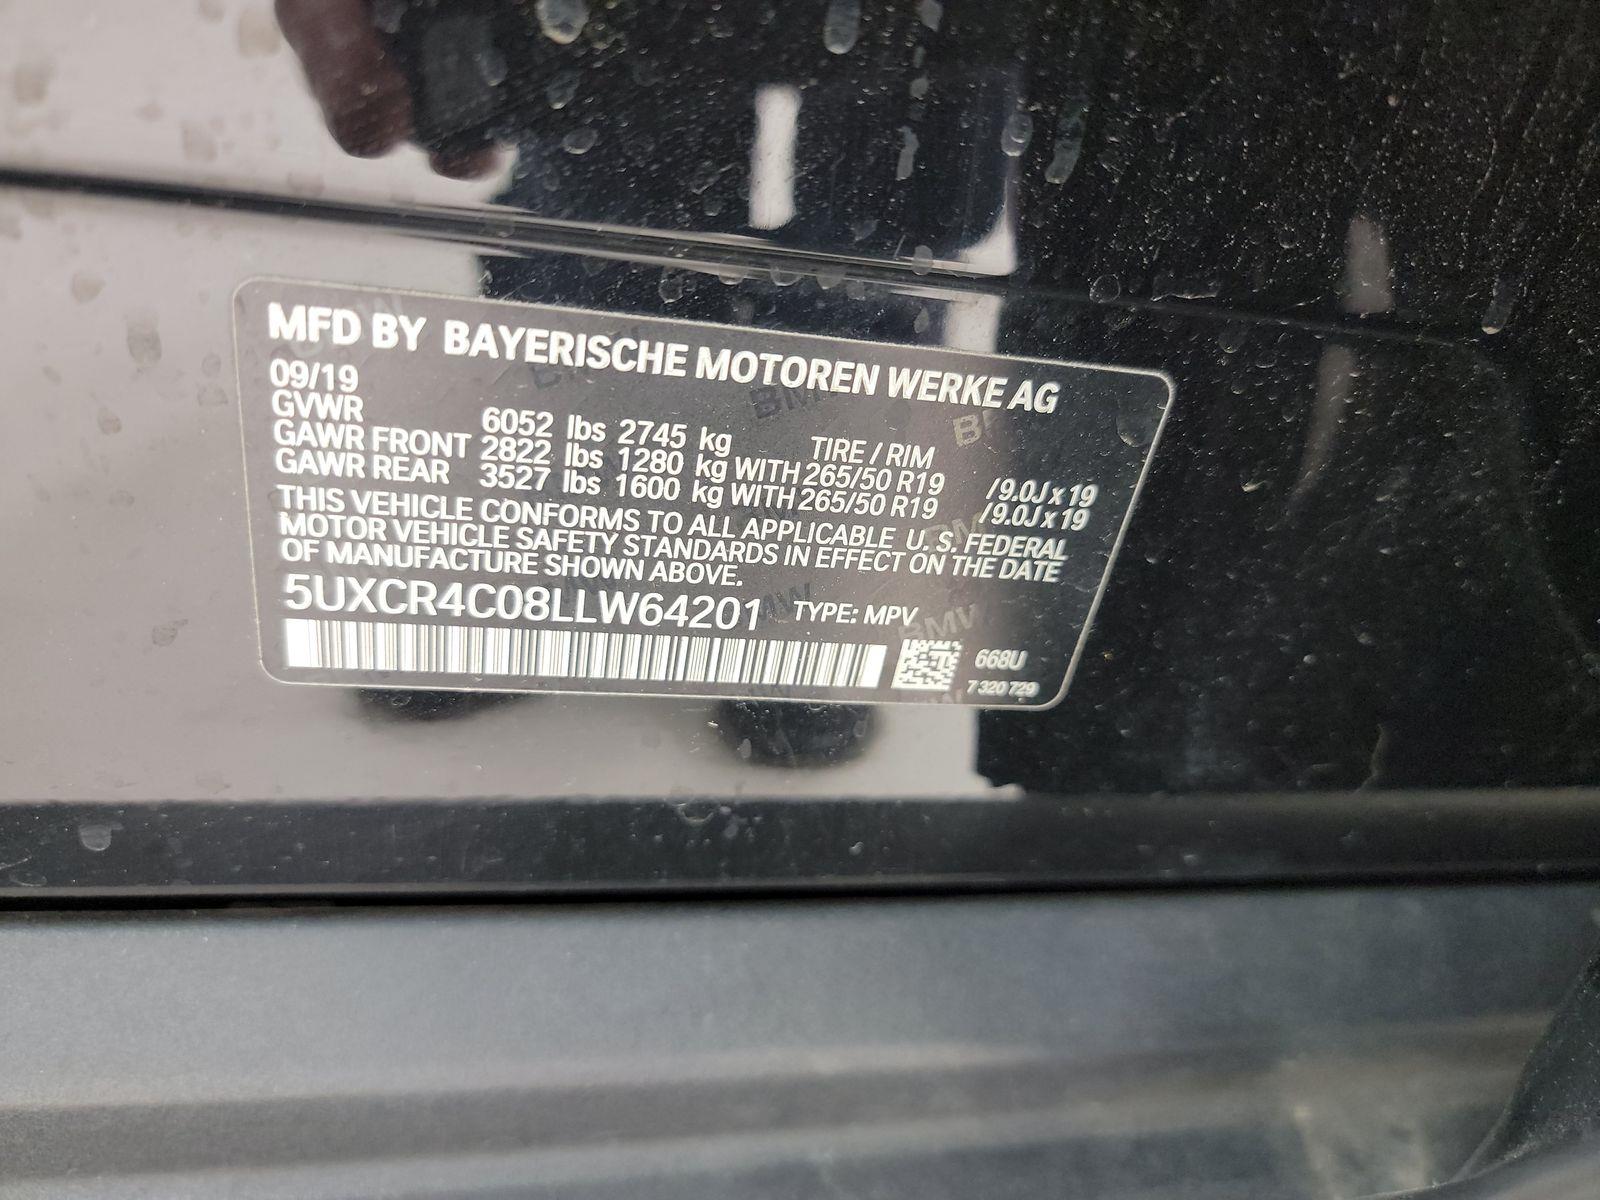 MFD BY BAYERISCHE MOTOREN WERKE AG
09/19
GVWR 6052 lbs 2745 kg TIRE / RIM
GAWR FRONT 2822 lbs 1280 kg WITH 265/50 R19 /9.0J x 19
GAWR REAR 3527 lbs 1600 kg WITH 265/50 R19 /9.0J x 19
THIS VEHICLE CONFORMS TO ALL APPLICABLE U.S. FEDERAL
MOTOR VEHICLE SAFETY STANDARDS IN EFFECT ON THE DATE
OF MANUFACTURE SHOWN ABOVE.
5UXCR4C08LLW64201 TYPE: MPV
668U
7 320 729